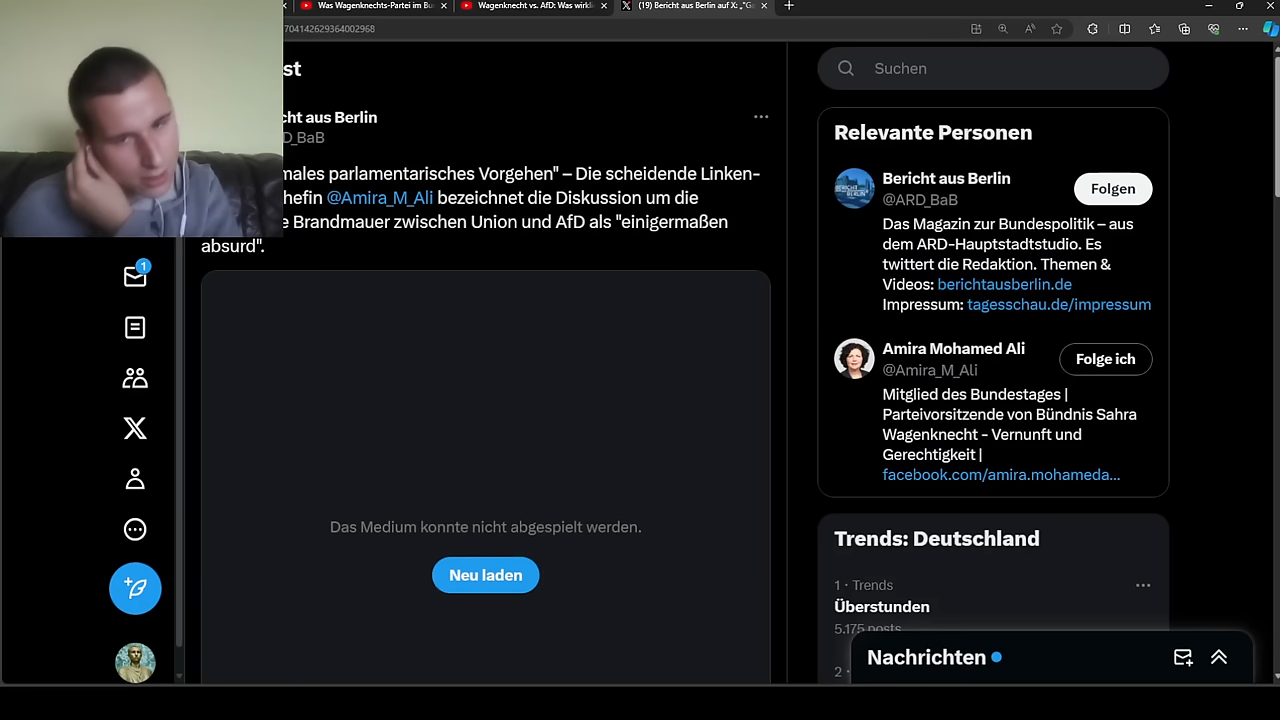 Was Wagenknechts-Partei im Bu
Wagenknecht vs. AfD: Was wirkli
(19) Bericht aus Berlin auf X: „"Ge
704142629364002968
st
cht aus Berlin
D_BaB
males parlamentarisches Vorgehen" – Die scheidende Linken-
hefin @Amira_M_Ali bezeichnet die Diskussion um die
e Brandmauer zwischen Union und AfD als "einigermaßen
absurd".
Das Medium konnte nicht abgespielt werden.
Neu laden
1
Suchen
Relevante Personen
Bericht aus Berlin
@ARD_BaB
Folgen
Das Magazin zur Bundespolitik – aus
dem ARD-Hauptstadtstudio. Es
twittert die Redaktion. Themen &
Videos: berichtausberlin.de
Impressum: tagesschau.de/impressum
Amira Mohamed Ali
@Amira_M_Ali
Folge ich
Mitglied des Bundestages |
Parteivorsitzende von Bündnis Sahra
Wagenknecht - Vernunft und
Gerechtigkeit |
facebook.com/amira.mohameda...
Trends: Deutschland
1 · Trends
Überstunden
5.175 posts
2 ·
Nachrichten